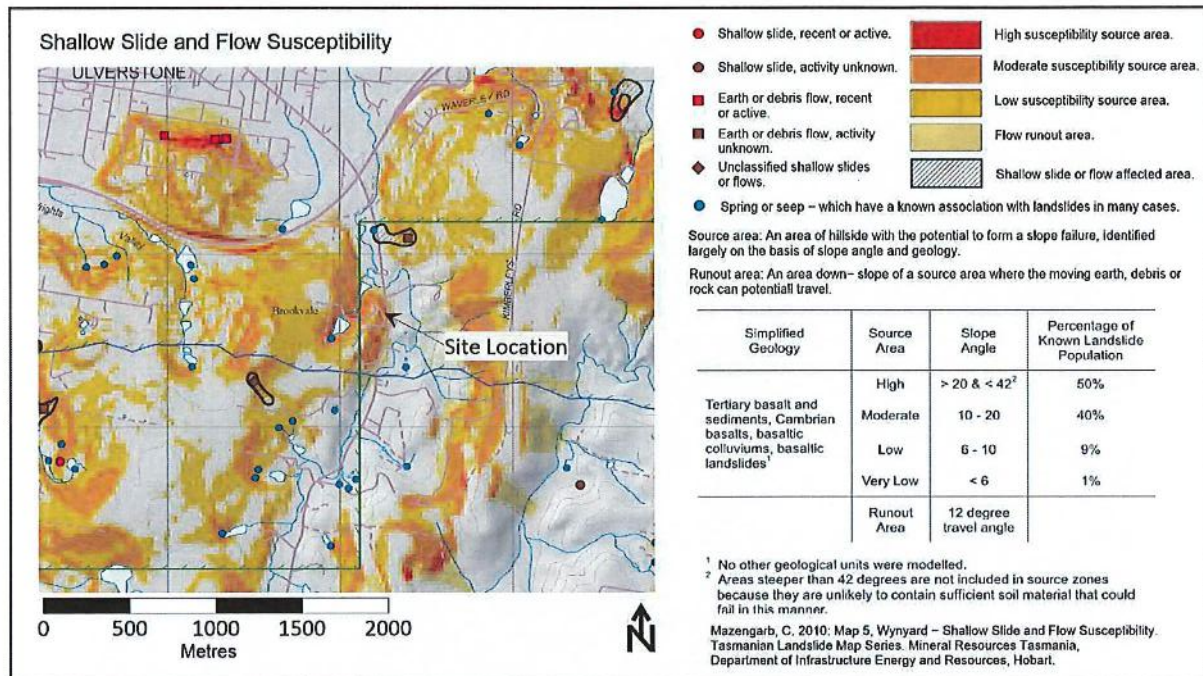 Shallow Slide and Flow Susceptibility
ULVERSTONE
WAVERLEY RD
RD
Brookvale
Site Location
0 500 1000 1500 2000
Metres
N
Shallow slide, recent or active.
Shallow slide, activity unknown.
Earth or debris flow, recent
or active.
Earth or debris flow, activity
unknown.
Unclassified shallow slides
or flows.
High susceptibility source area.
Moderate susceptibility source area.
Low susceptibility source area.
Flow runout area.
Shallow slide or flow affected area.
Spring or seep – which have a known association with landslides in many cases.
Source area: An area of hillside with the potential to form a slope failure, identified
largely on the basis of slope angle and geology.
Runout area: An area down– slope of a source area where the moving earth, debris or
rock can potentiall travel.
Simplified Geology | Source Area | Slope Angle | Percentage of Known Landslide Population
Tertiary basalt and sediments, Cambrian basalts, basaltic colluviums, basaltic landslides¹
High | > 20 & < 42² | 50%
Moderate | 10 - 20 | 40%
Low | 6 - 10 | 9%
Very Low | < 6 | 1%
Runout Area | 12 degree travel angle
¹ No other geological units were modelled.
² Areas steeper than 42 degrees are not included in source zones
because they are unlikely to contain sufficient soil material that could
fail in this manner.
Mazengarb, C. 2010: Map 5, Wynyard – Shallow Slide and Flow Susceptibility.
Tasmanian Landslide Map Series. Mineral Resources Tasmania,
Department of Infrastructure Energy and Resources, Hobart.